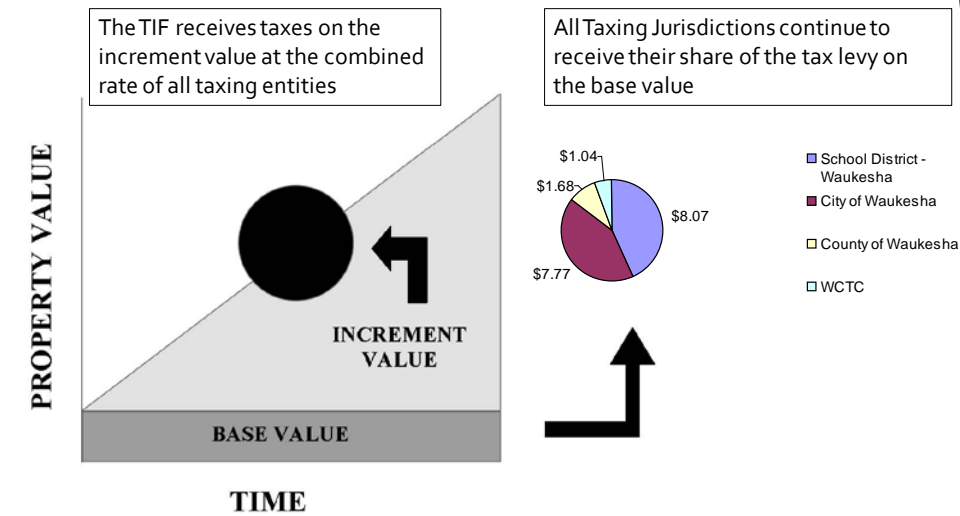 The TIF receives taxes on the
increment value at the combined
rate of all taxing entities
All Taxing Jurisdictions continue to
receive their share of the tax levy on
the base value
PROPERTY VALUE
INCREMENT
VALUE
BASE VALUE
TIME
$1.04
$1.68
$8.07
$7.77
School District -
Waukesha
City of Waukesha
County of Waukesha
WCTC